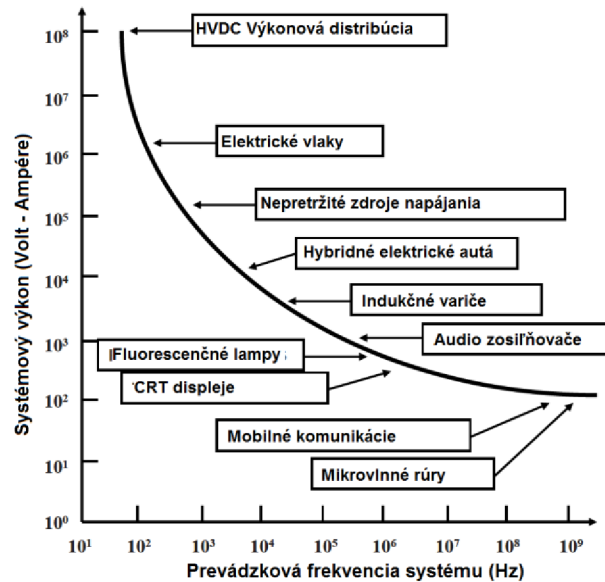 10⁸
HVDC Výkonová distribúcia
10⁷
Elektrické vlaky
10⁶
Nepretržité zdroje napájania
10⁵
Hybridné elektrické autá
10⁴
Indukčné variče
10³
Audio zosiľňovače
Fluorescenčné lampy
CRT displeje
10²
Mobilné komunikácie
10¹
Mikrovlnné rúry
10⁰
Systémový výkon (Volt - Ampére)
10¹ 10² 10³ 10⁴ 10⁵ 10⁶ 10⁷ 10⁸ 10⁹
Prevádzková frekvencia systému (Hz)